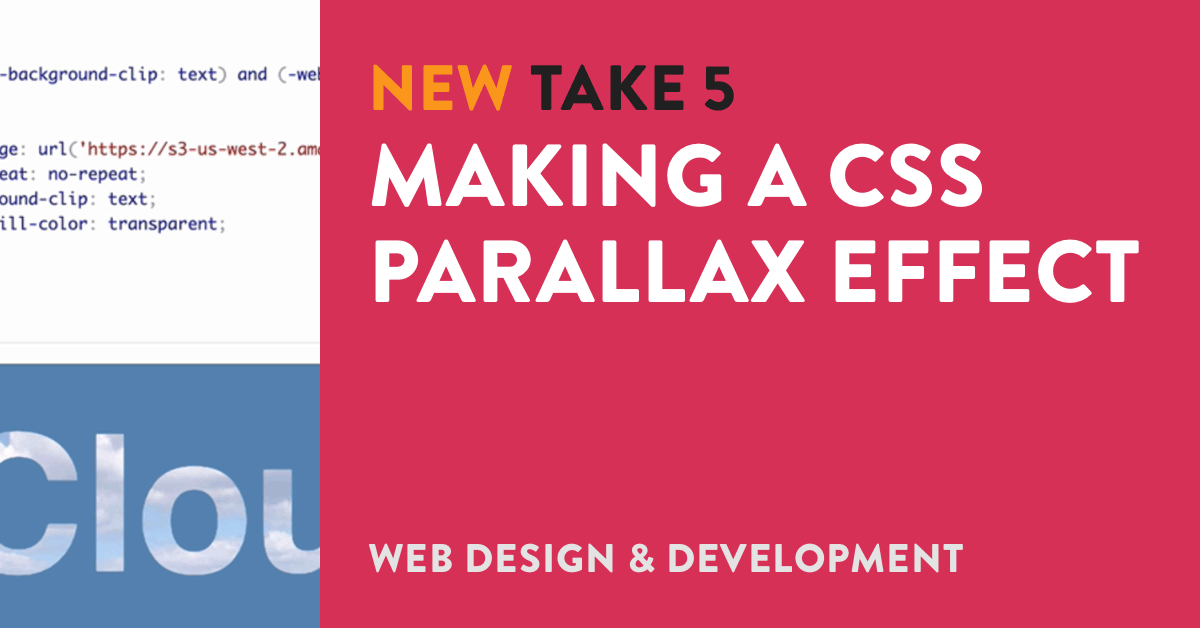 -background-clip: text) and (-we
ge: url('https://s3-us-west-2.am
eat: no-repeat;
ound-clip: text;
ill-color: transparent;
Clou
NEW TAKE 5
MAKING A CSS
PARALLAX EFFECT
WEB DESIGN & DEVELOPMENT